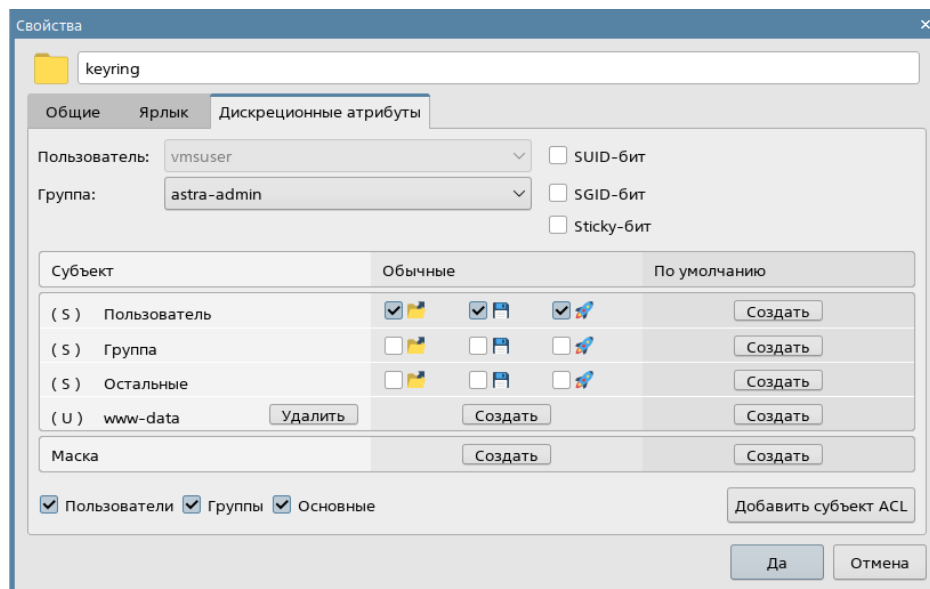 Свойства
keyring
Общие Ярлык Дискреционные атрибуты
Пользователь: vmsuser SUID-бит
Группа: astra-admin SGID-бит
Sticky-бит
Субъект Обычные По умолчанию
(S) Пользователь Создать
(S) Группа Создать
(S) Остальные Создать
(U) www-data Удалить Создать Создать
Маска Создать Создать
Пользователи Группы Основные Добавить субъект ACL
Да Отмена